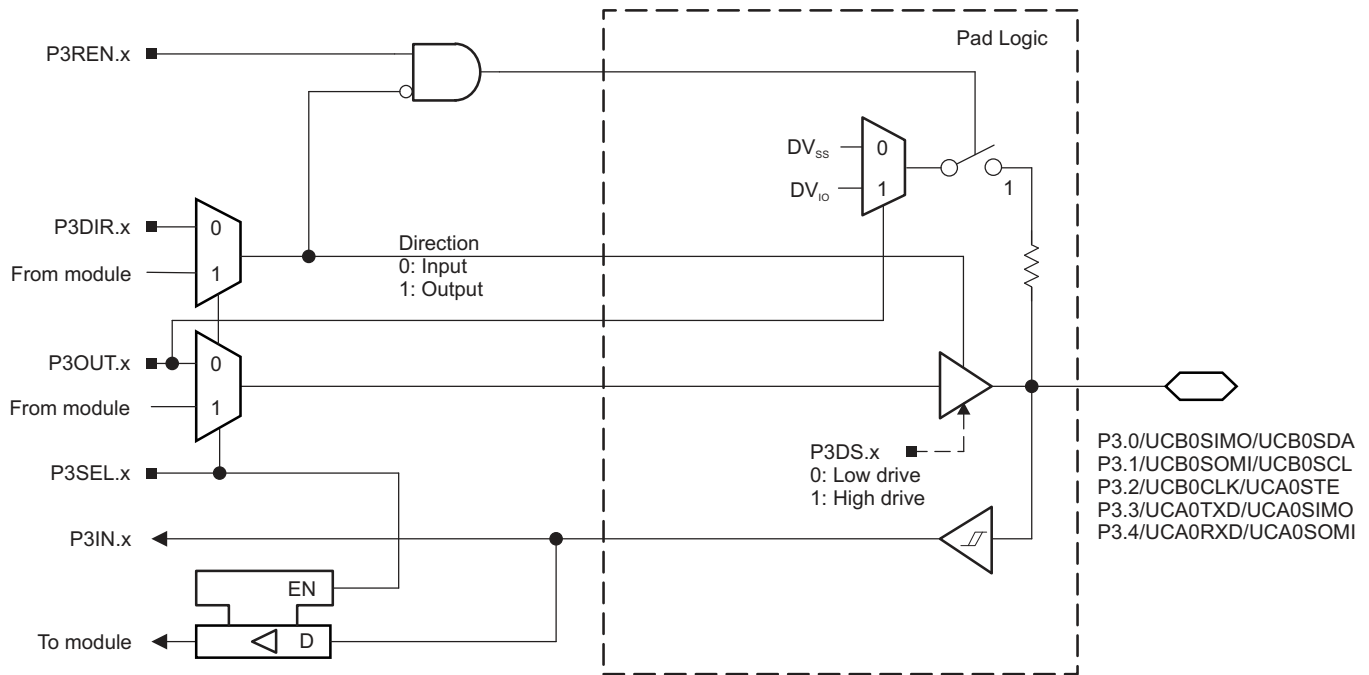 Pad Logic
P3REN.x
DVSS
0
DVIO
1
1
P3DIR.x
0
From module
1
Direction
0: Input
1: Output
P3OUT.x
0
From module
1
P3DS.x
0: Low drive
1: High drive
P3.0/UCB0SIMO/UCB0SDA
P3.1/UCB0SOMI/UCB0SCL
P3.2/UCB0CLK/UCA0STE
P3.3/UCA0TXD/UCA0SIMO
P3.4/UCA0RXD/UCA0SOMI
P3SEL.x
P3IN.x
EN
To module
D